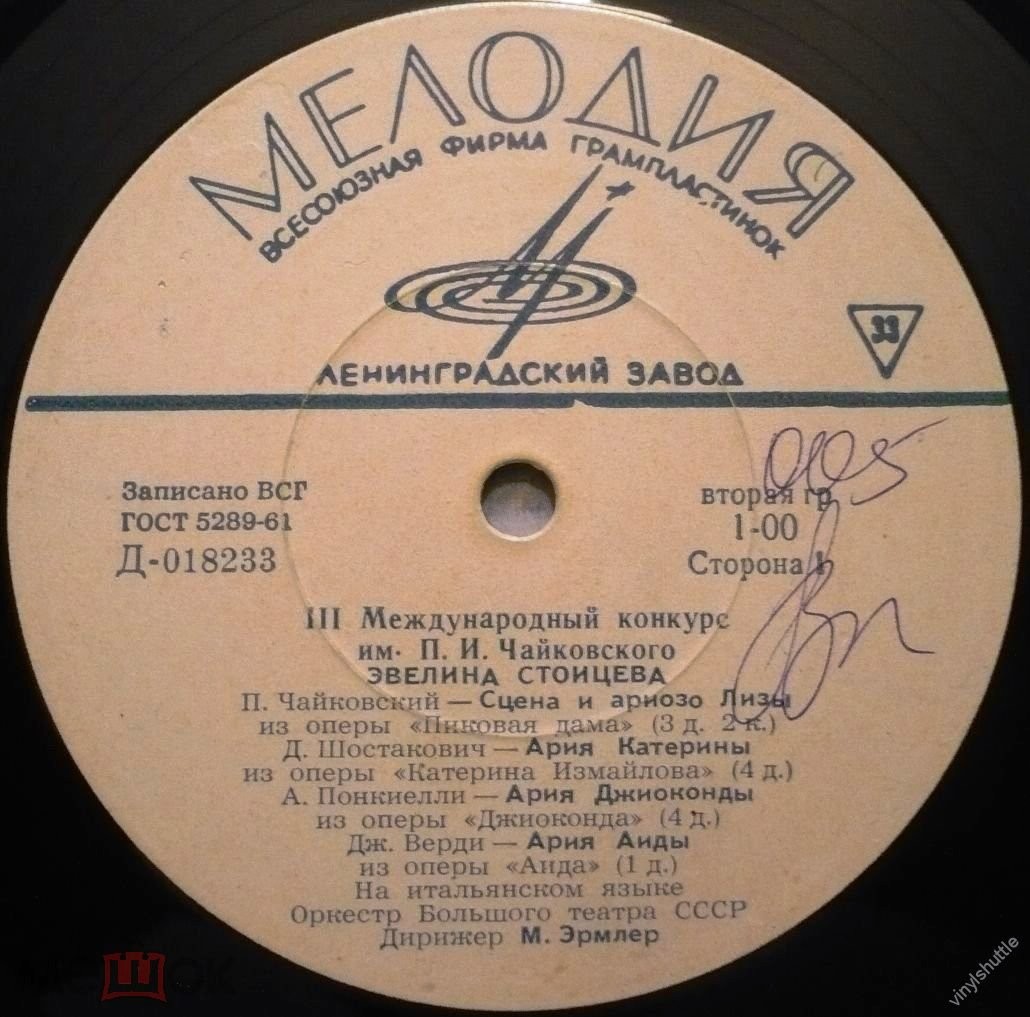 МЕЛОДИЯ
ВСЕСОЮЗНАЯ ФИРМА ГРАМПЛАСТИНОК
33
ЛЕНИНГРАДСКИЙ ЗАВОД
Записано ВСГ
ГОСТ 5289-61
Д-018233
вторая гр.
1-00
Сторона 1
III Международный конкурс
им. П. И. Чайковского
ЭВЕЛИНА СТОИЦЕВА
П. Чайковский — Сцена и ариозо Лизы
из оперы «Пиковая дама» (3 д. 2 к.)
Д. Шостакович — Ария Катерины
из оперы «Катерина Измайлова» (4 д.)
А. Понкиелли — Ария Джиоконды
из оперы «Джиоконда» (4 д.)
Дж. Верди — Ария Аиды
из оперы «Аида» (1 д.)
На итальянском языке
Оркестр Большого театра СССР
Дирижер М. Эрмлер
мешок
vinylshuttle